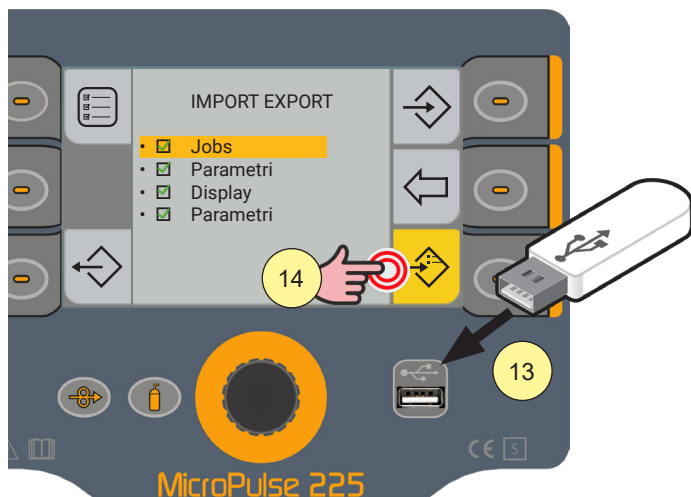 IMPORT EXPORT
• Jobs
• Parametri
• Display
• Parametri
14
13
CE S
MicroPulse 225